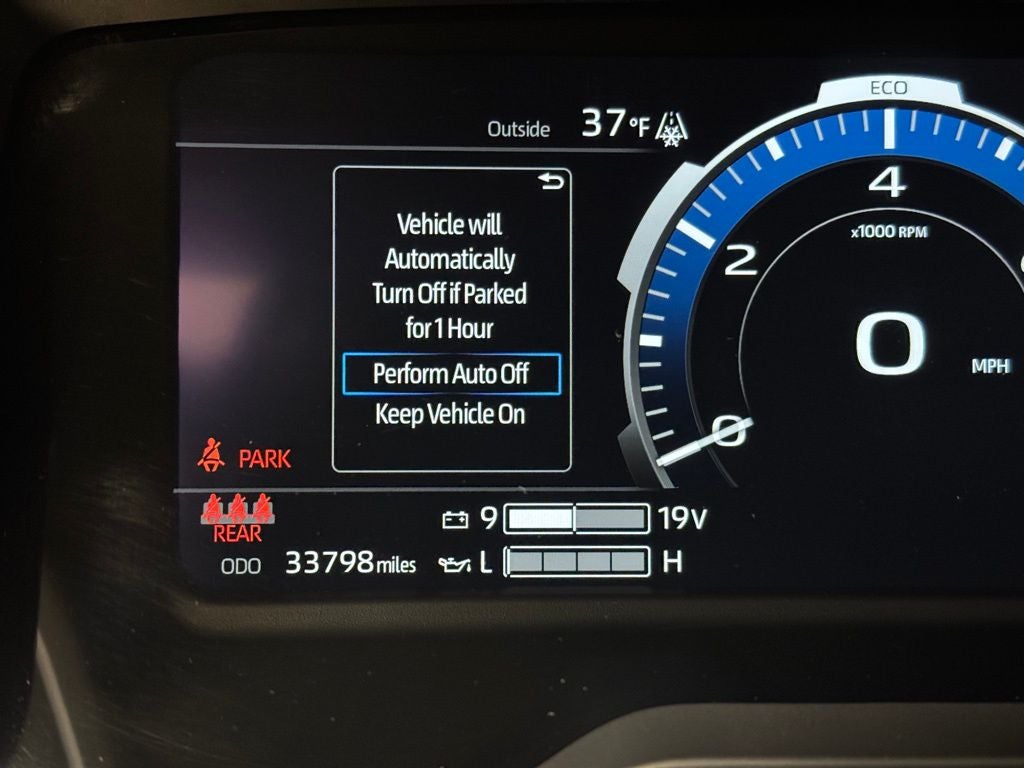 ECO
Outside 37°F
Vehicle will
Automatically
Turn Off if Parked
for 1 Hour
Perform Auto Off
Keep Vehicle On
4
x1000 RPM
2
0
MPH
0
PARK
REAR
9 19V
ODO 33798 miles L H